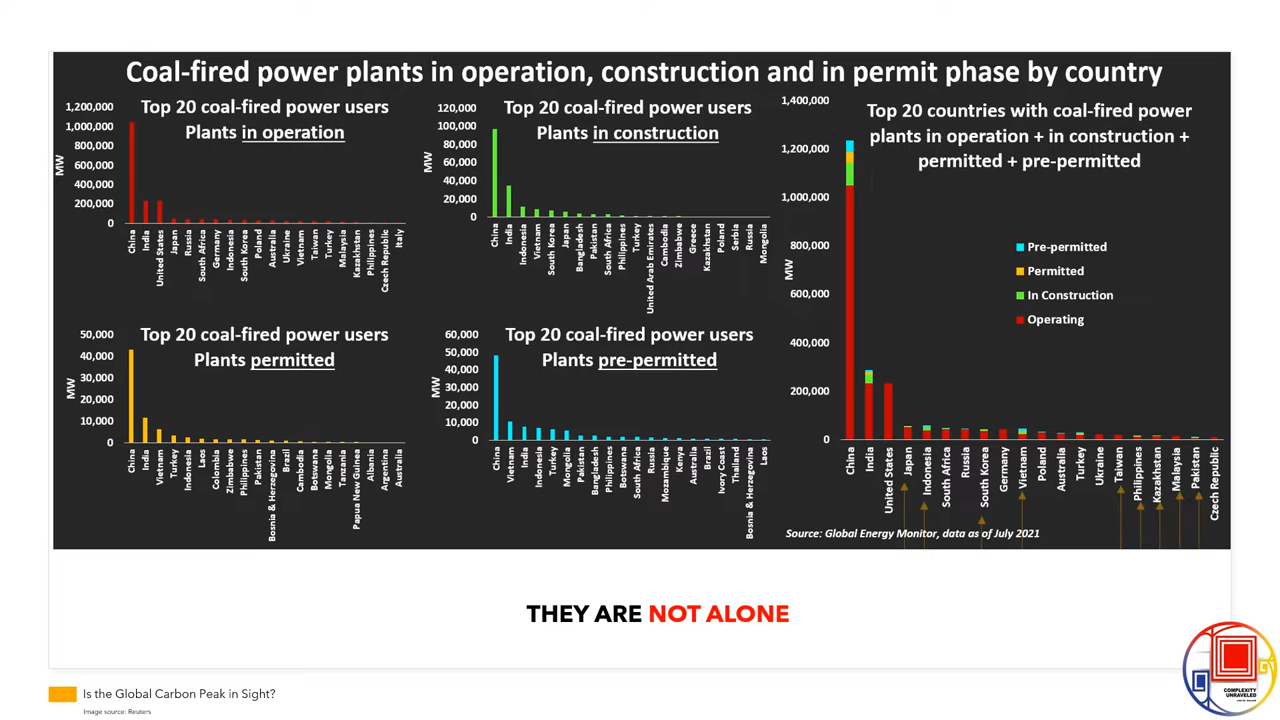 Coal-fired power plants in operation, construction and in permit phase by country
Top 20 coal-fired power users
Plants in operation
MW
1,200,000
1,000,000
800,000
600,000
400,000
200,000
0
China
India
United States
Japan
Russia
South Africa
Germany
Indonesia
South Korea
Poland
Australia
Ukraine
Vietnam
Taiwan
Turkey
Malaysia
Kazakhstan
Philippines
Czech Republic
Italy
Top 20 coal-fired power users
Plants in construction
MW
120,000
100,000
80,000
60,000
40,000
20,000
0
China
India
Indonesia
Vietnam
South Korea
Japan
Bangladesh
Pakistan
South Africa
Philippines
Turkey
United Arab Emirates
Cambodia
Zimbabwe
Greece
Kazakhstan
Poland
Serbia
Russia
Mongolia
Top 20 coal-fired power users
Plants permitted
MW
50,000
40,000
30,000
20,000
10,000
0
China
India
Vietnam
Turkey
Indonesia
Laos
Colombia
Zimbabwe
Philippines
Pakistan
Bosnia & Herzegovina
Brazil
Cambodia
Botswana
Mongolia
Tanzania
Papua New Guinea
Albania
Argentina
Australia
Top 20 coal-fired power users
Plants pre-permitted
MW
60,000
50,000
40,000
30,000
20,000
10,000
0
China
Vietnam
India
Indonesia
Turkey
Mongolia
Pakistan
Bangladesh
Philippines
Botswana
South Africa
Russia
Mozambique
Kenya
Australia
Brazil
Ivory Coast
Thailand
Bosnia & Herzegovina
Laos
Top 20 countries with coal-fired power
plants in operation + in construction +
permitted + pre-permitted
MW
1,400,000
1,200,000
1,000,000
800,000
600,000
400,000
200,000
0
Pre-permitted
Permitted
In Construction
Operating
China
India
United States
Japan
Indonesia
South Africa
Russia
South Korea
Germany
Vietnam
Poland
Australia
Turkey
Ukraine
Taiwan
Philippines
Kazakhstan
Malaysia
Pakistan
Czech Republic
Source: Global Energy Monitor, data as of July 2021
THEY ARE NOT ALONE
Is the Global Carbon Peak in Sight?
Image source: Reuters
COMPLEXITY
UNRAVELED